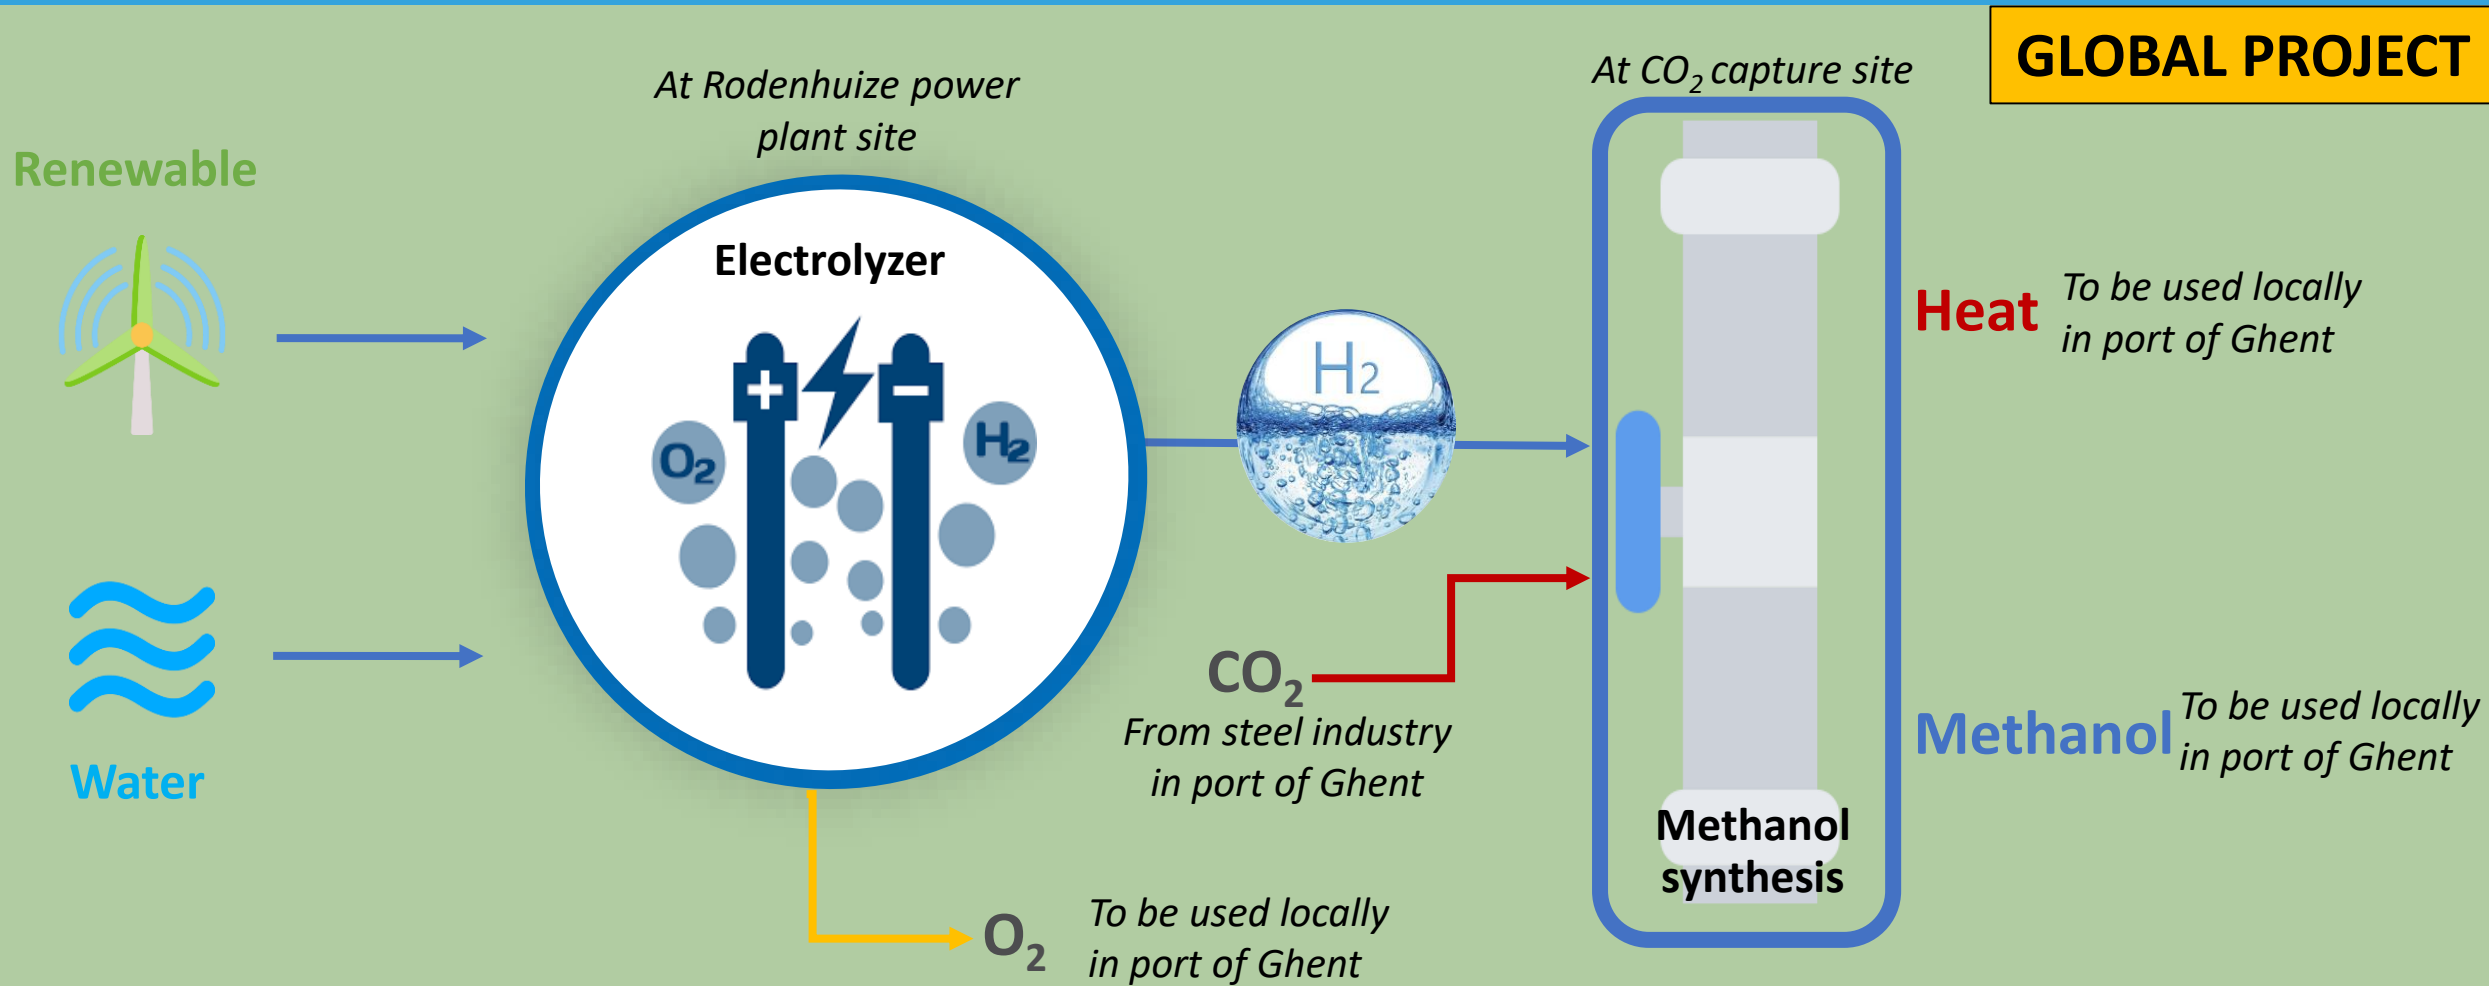 GLOBAL PROJECT
At Rodenhuize power
plant site
At CO₂ capture site
Renewable
Electrolyzer
+
−
O₂
H₂
H₂
Heat
To be used locally
in port of Ghent
CO₂
From steel industry
in port of Ghent
Water
Methanol
To be used locally
in port of Ghent
Methanol
synthesis
O₂
To be used locally
in port of Ghent